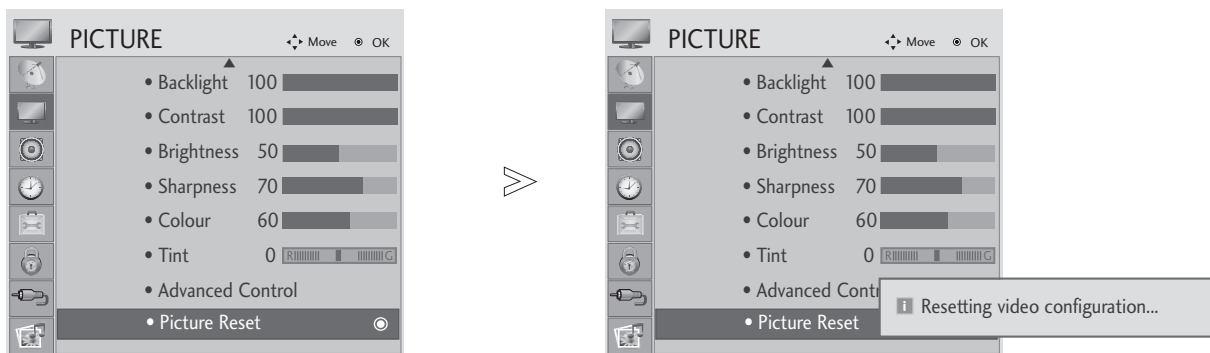 PICTURE Move OK
• Backlight 100
• Contrast 100
• Brightness 50
• Sharpness 70
• Colour 60
• Tint 0 R G
• Advanced Control
• Picture Reset
>
PICTURE Move OK
• Backlight 100
• Contrast 100
• Brightness 50
• Sharpness 70
• Colour 60
• Tint 0 R G
• Advanced Contr
• Picture Reset
i Resetting video configuration...